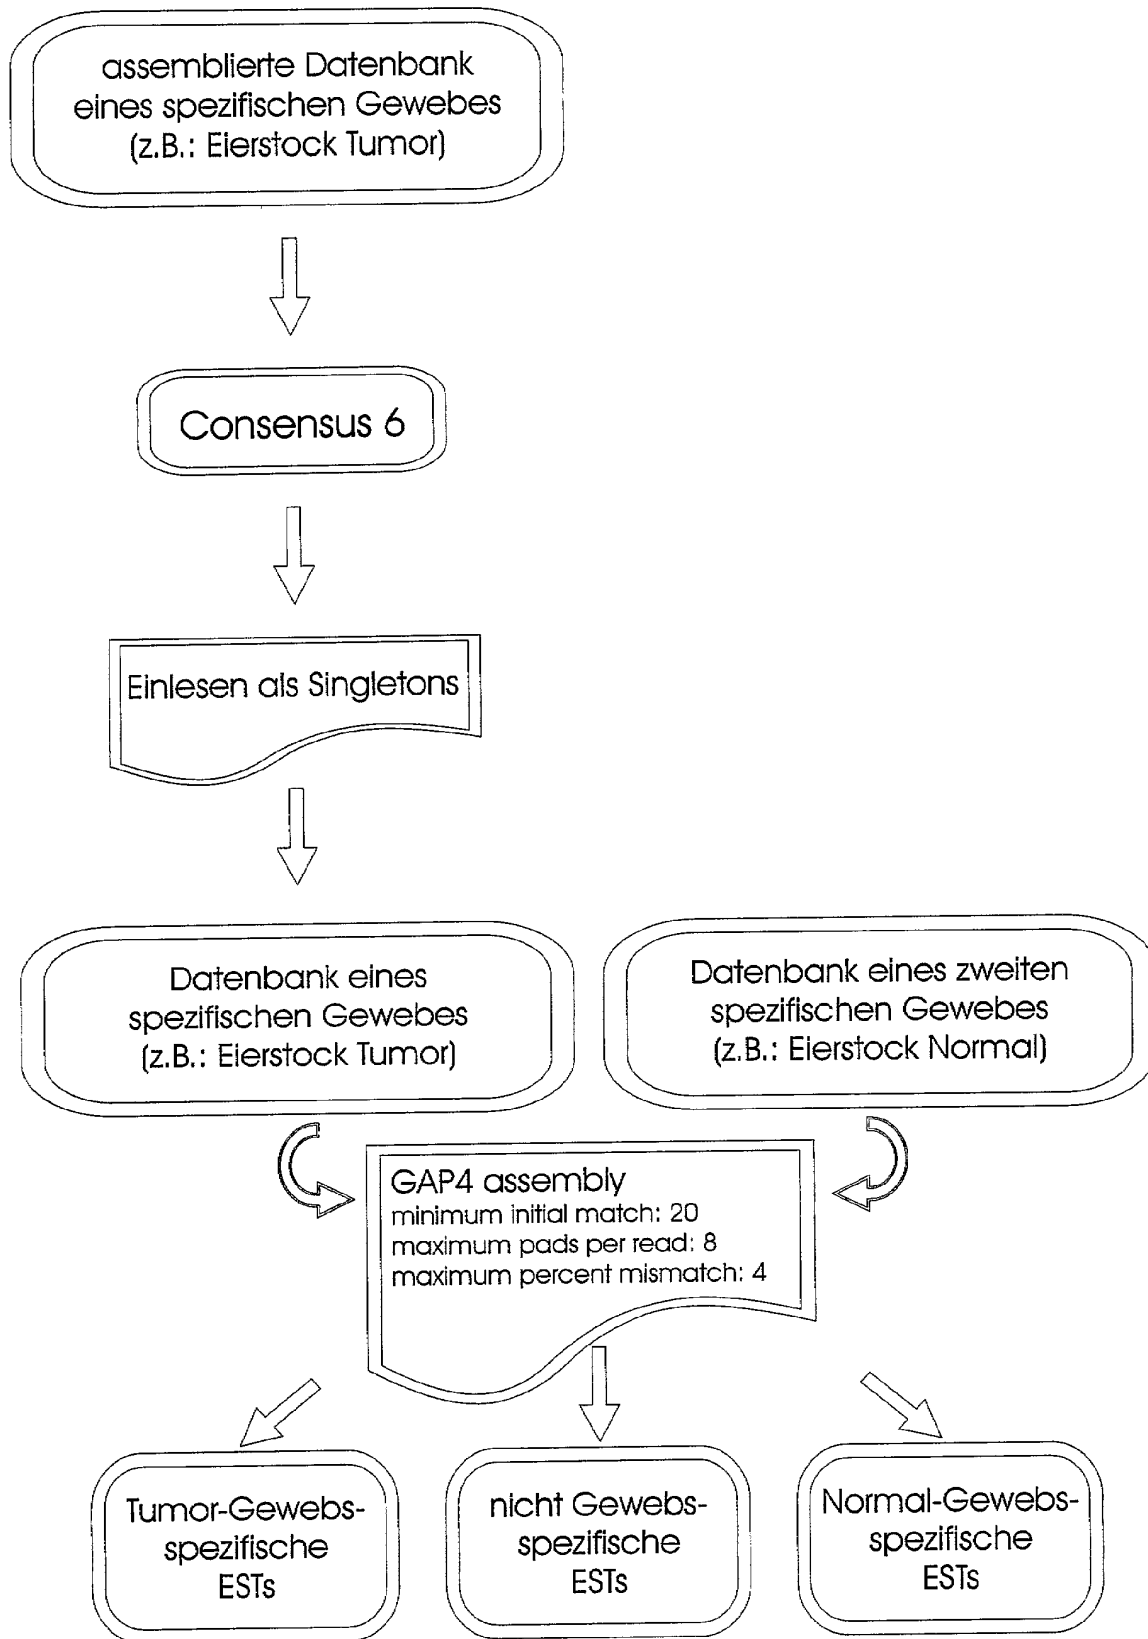 assemblierte Datenbank
eines spezifischen Gewebes
(z.B.: Eierstock Tumor)
Consensus 6
Einlesen als Singletons
Datenbank eines
spezifischen Gewebes
(z.B.: Eierstock Tumor)
Datenbank eines zweiten
spezifischen Gewebes
(z.B.: Eierstock Normal)
GAP4 assembly
minimum initial match: 20
maximum pads per read: 8
maximum percent mismatch: 4
Tumor-Gewebs-
spezifische
ESTs
nicht Gewebs-
spezifische
ESTs
Normal-Gewebs-
spezifische
ESTs